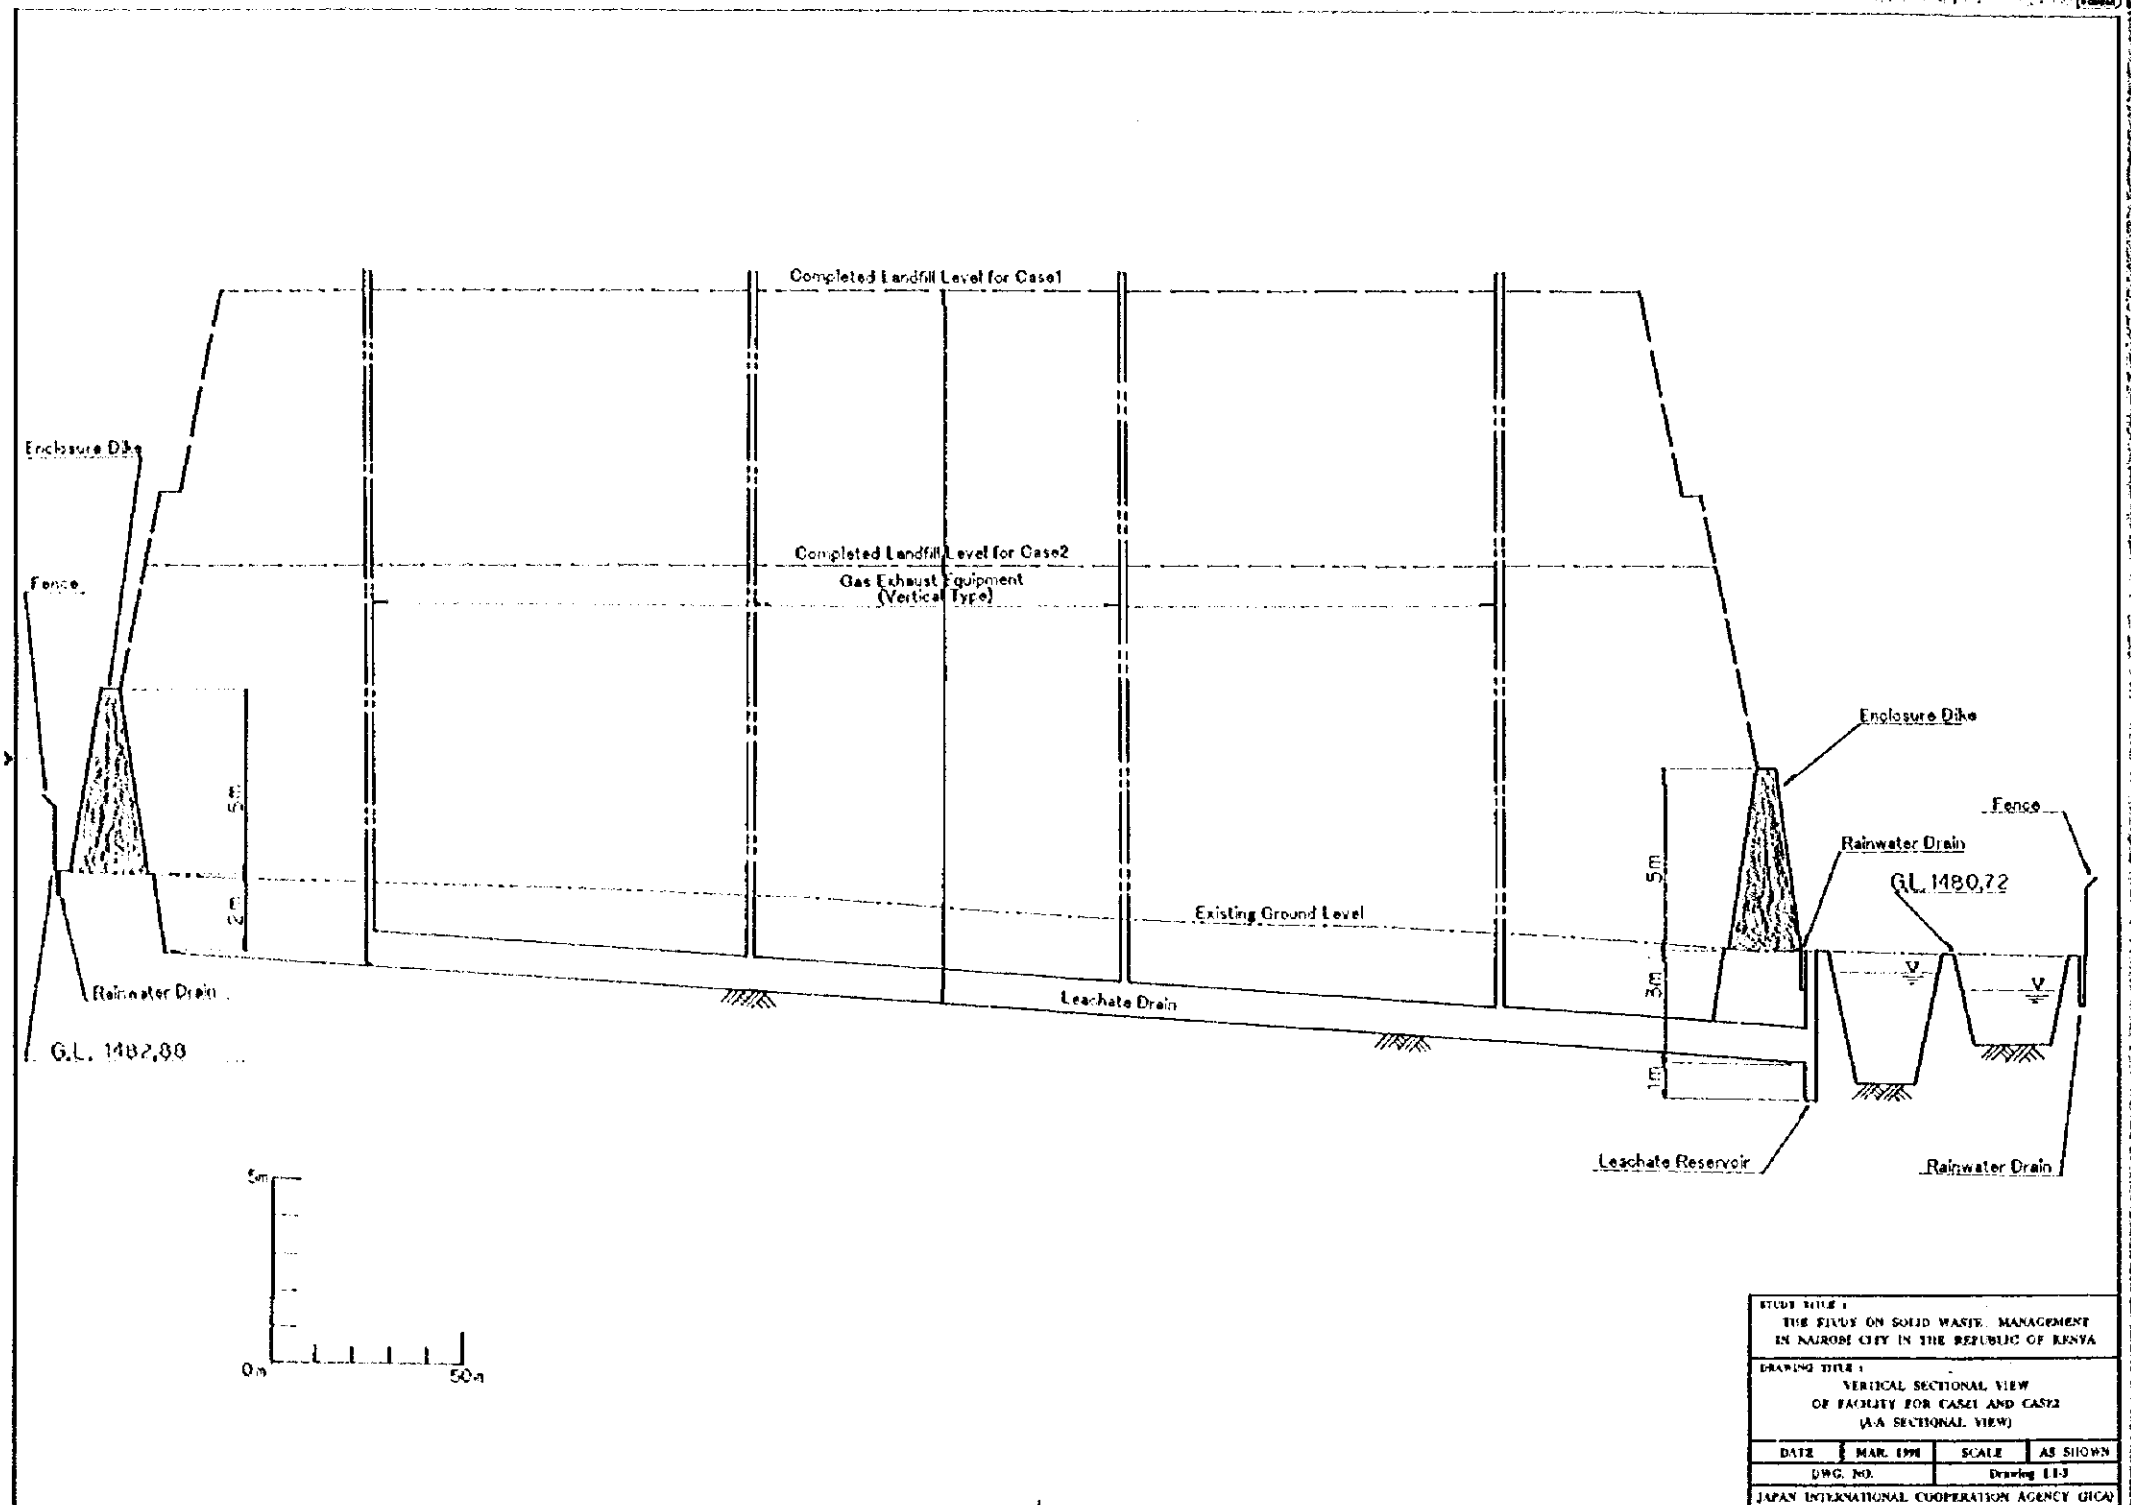 Completed Landfill Level for Case1
Enclosure Dike
Completed Landfill Level for Case2
Gas Exhaust Equipment
(Vertical Type)
Fence
5m
2m
Rainwater Drain
G.L. 1482,88
Existing Ground Level
Leachate Drain
Enclosure Dike
Fence
Rainwater Drain
G.L. 1480,72
5m
3m
1m
Leachate Reservoir
Rainwater Drain
5m
0m
50m
STUDY TITLE :
THE STUDY ON SOLID WASTE MANAGEMENT
IN NAIROBI CITY IN THE REPUBLIC OF KENYA
DRAWING TITLE :
VERTICAL SECTIONAL VIEW
OF FACILITY FOR CASE1 AND CASE2
(A-A SECTIONAL VIEW)
DATE MAR. SCALE AS SHOWN
DWG. NO. Drawing
JAPAN INTERNATIONAL COOPERATION AGENCY (JICA)